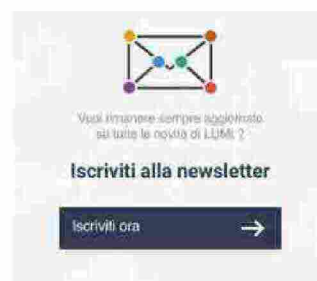 Vuoi rimanere sempre aggiornato
su tutte le novità di LUMI ?
Iscriviti alla newsletter
Iscriviti ora